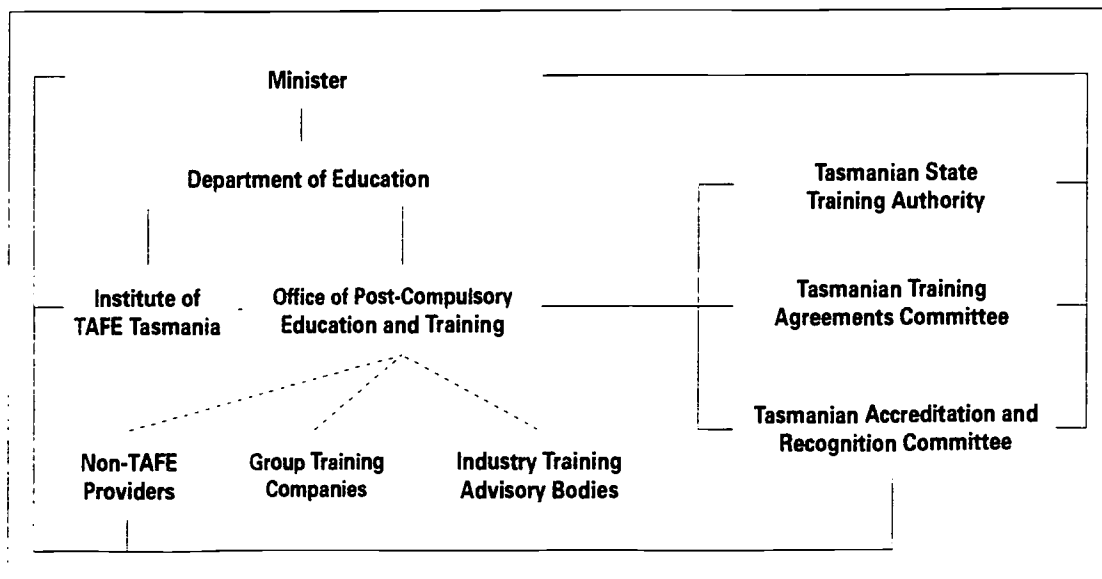 Minister
Department of Education
Tasmanian State
Training Authority
Institute of
TAFE Tasmania
Office of Post-Compulsory
Education and Training
Tasmanian Training
Agreements Committee
Tasmanian Accreditation and
Recognition Committee
Non-TAFE
Providers
Group Training
Companies
Industry Training
Advisory Bodies